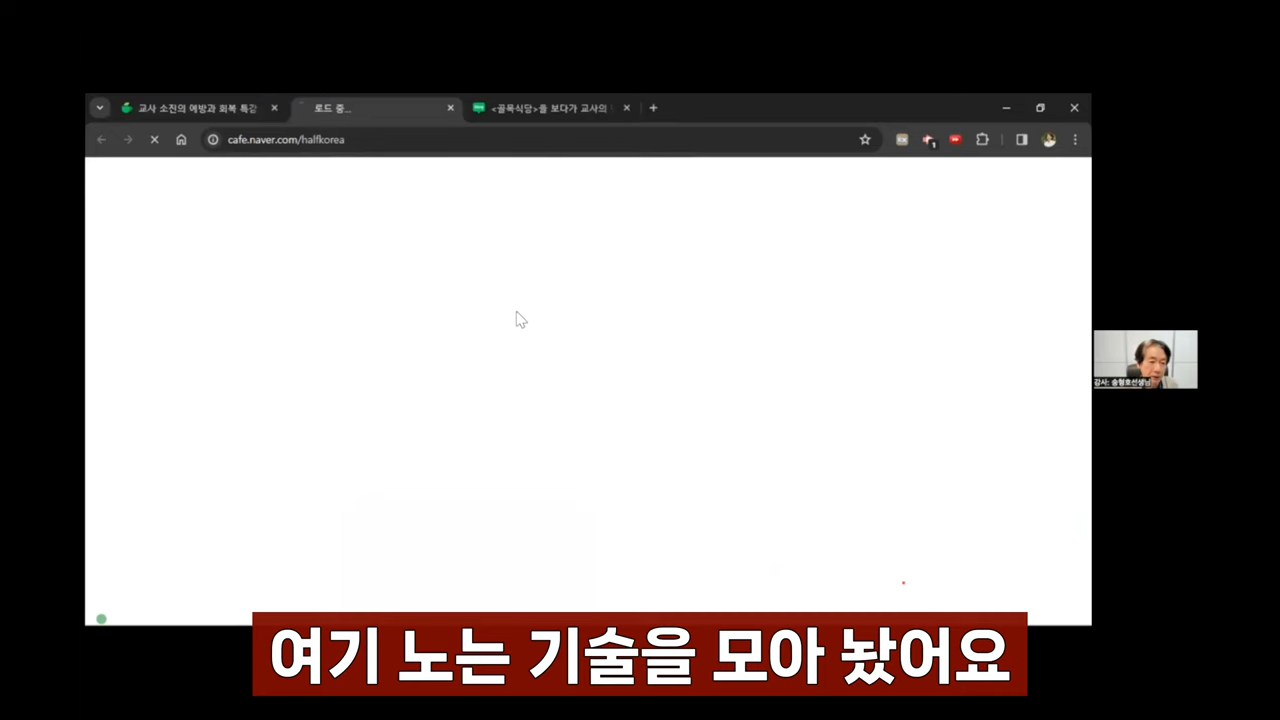 교사 소진의 예방과 회복 특강
로드 중...
<골목식당>을 보다가 교사의
cafe.naver.com/halfkorea
1
강사: 송형호선생님
여기 노는 기술을 모아 놨어요